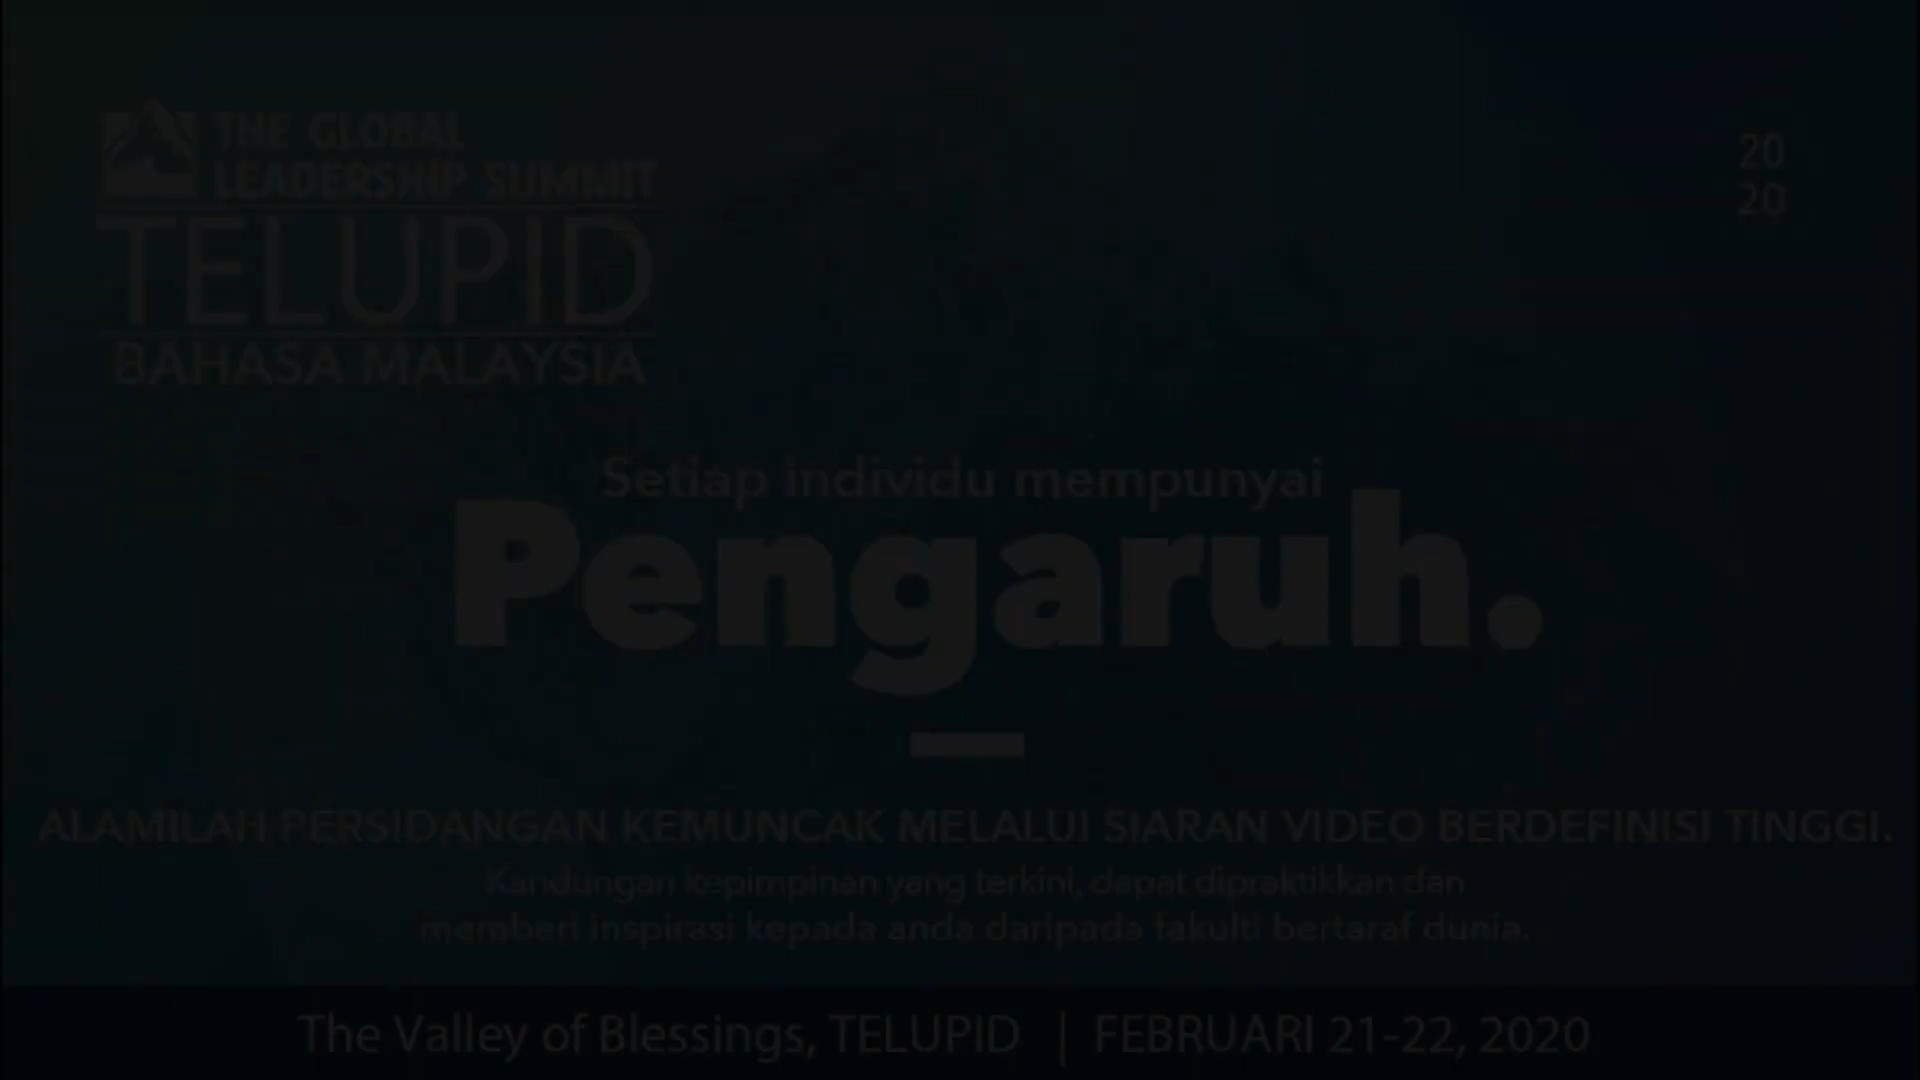 THE GLOBAL
LEADERSHIP SUMMIT
TELUPID
BAHASA MALAYSIA
20
20
Setiap individu mempunyai
Pengaruh.
ALAMILAH PERSIDANGAN KEMUNCAK MELALUI SIARAN VIDEO BERDEFINISI TINGGI.
Kandungan kepimpinan yang terkini, dapat dipraktikkan dan
memberi inspirasi kepada anda daripada fakulti bertaraf dunia.
The Valley of Blessings, TELUPID | FEBRUARI 21-22, 2020